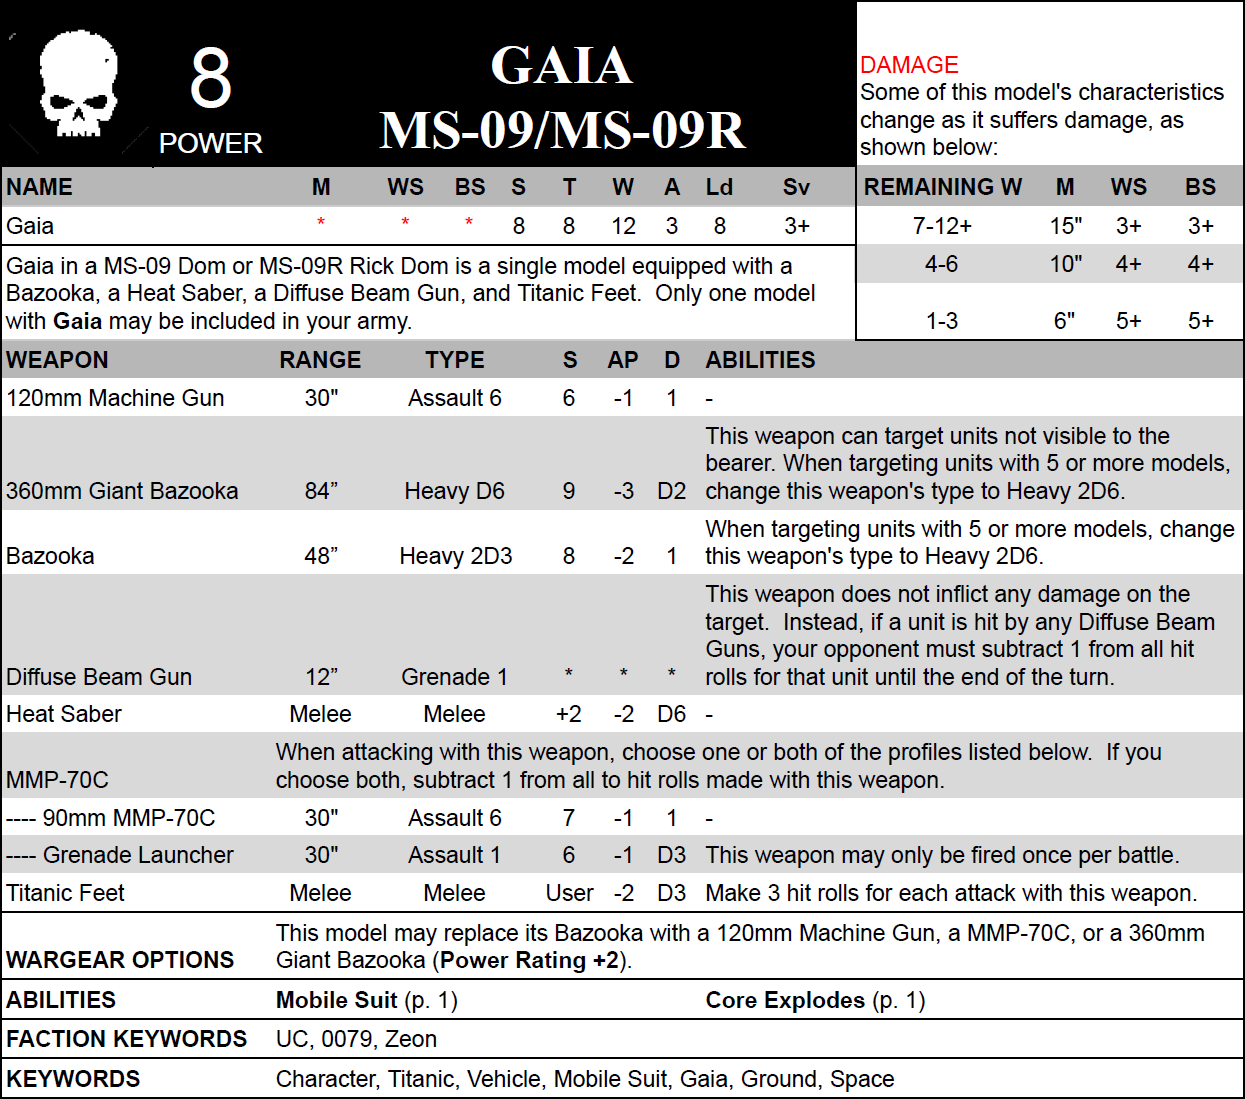 8
POWER
GAIA
MS-09/MS-09R
DAMAGE
Some of this model's characteristics
change as it suffers damage, as
shown below:
NAME M WS BS S T W A Ld Sv
Gaia * * * 8 8 12 3 8 3+
REMAINING W M WS BS
7-12+ 15" 3+ 3+
4-6 10" 4+ 4+
1-3 6" 5+ 5+
Gaia in a MS-09 Dom or MS-09R Rick Dom is a single model equipped with a
Bazooka, a Heat Saber, a Diffuse Beam Gun, and Titanic Feet. Only one model
with Gaia may be included in your army.
WEAPON RANGE TYPE S AP D ABILITIES
120mm Machine Gun 30" Assault 6 6 -1 1 -
This weapon can target units not visible to the
bearer. When targeting units with 5 or more models,
360mm Giant Bazooka 84” Heavy D6 9 -3 D2 change this weapon's type to Heavy 2D6.
When targeting units with 5 or more models, change
Bazooka 48” Heavy 2D3 8 -2 1 this weapon's type to Heavy 2D6.
This weapon does not inflict any damage on the
target. Instead, if a unit is hit by any Diffuse Beam
Guns, your opponent must subtract 1 from all hit
Diffuse Beam Gun 12” Grenade 1 * * * rolls for that unit until the end of the turn.
Heat Saber Melee Melee +2 -2 D6 -
When attacking with this weapon, choose one or both of the profiles listed below. If you
MMP-70C choose both, subtract 1 from all to hit rolls made with this weapon.
---- 90mm MMP-70C 30" Assault 6 7 -1 1 -
---- Grenade Launcher 30" Assault 1 6 -1 D3 This weapon may only be fired once per battle.
Titanic Feet Melee Melee User -2 D3 Make 3 hit rolls for each attack with this weapon.
This model may replace its Bazooka with a 120mm Machine Gun, a MMP-70C, or a 360mm
WARGEAR OPTIONS Giant Bazooka (Power Rating +2).
ABILITIES Mobile Suit (p. 1) Core Explodes (p. 1)
FACTION KEYWORDS UC, 0079, Zeon
KEYWORDS Character, Titanic, Vehicle, Mobile Suit, Gaia, Ground, Space